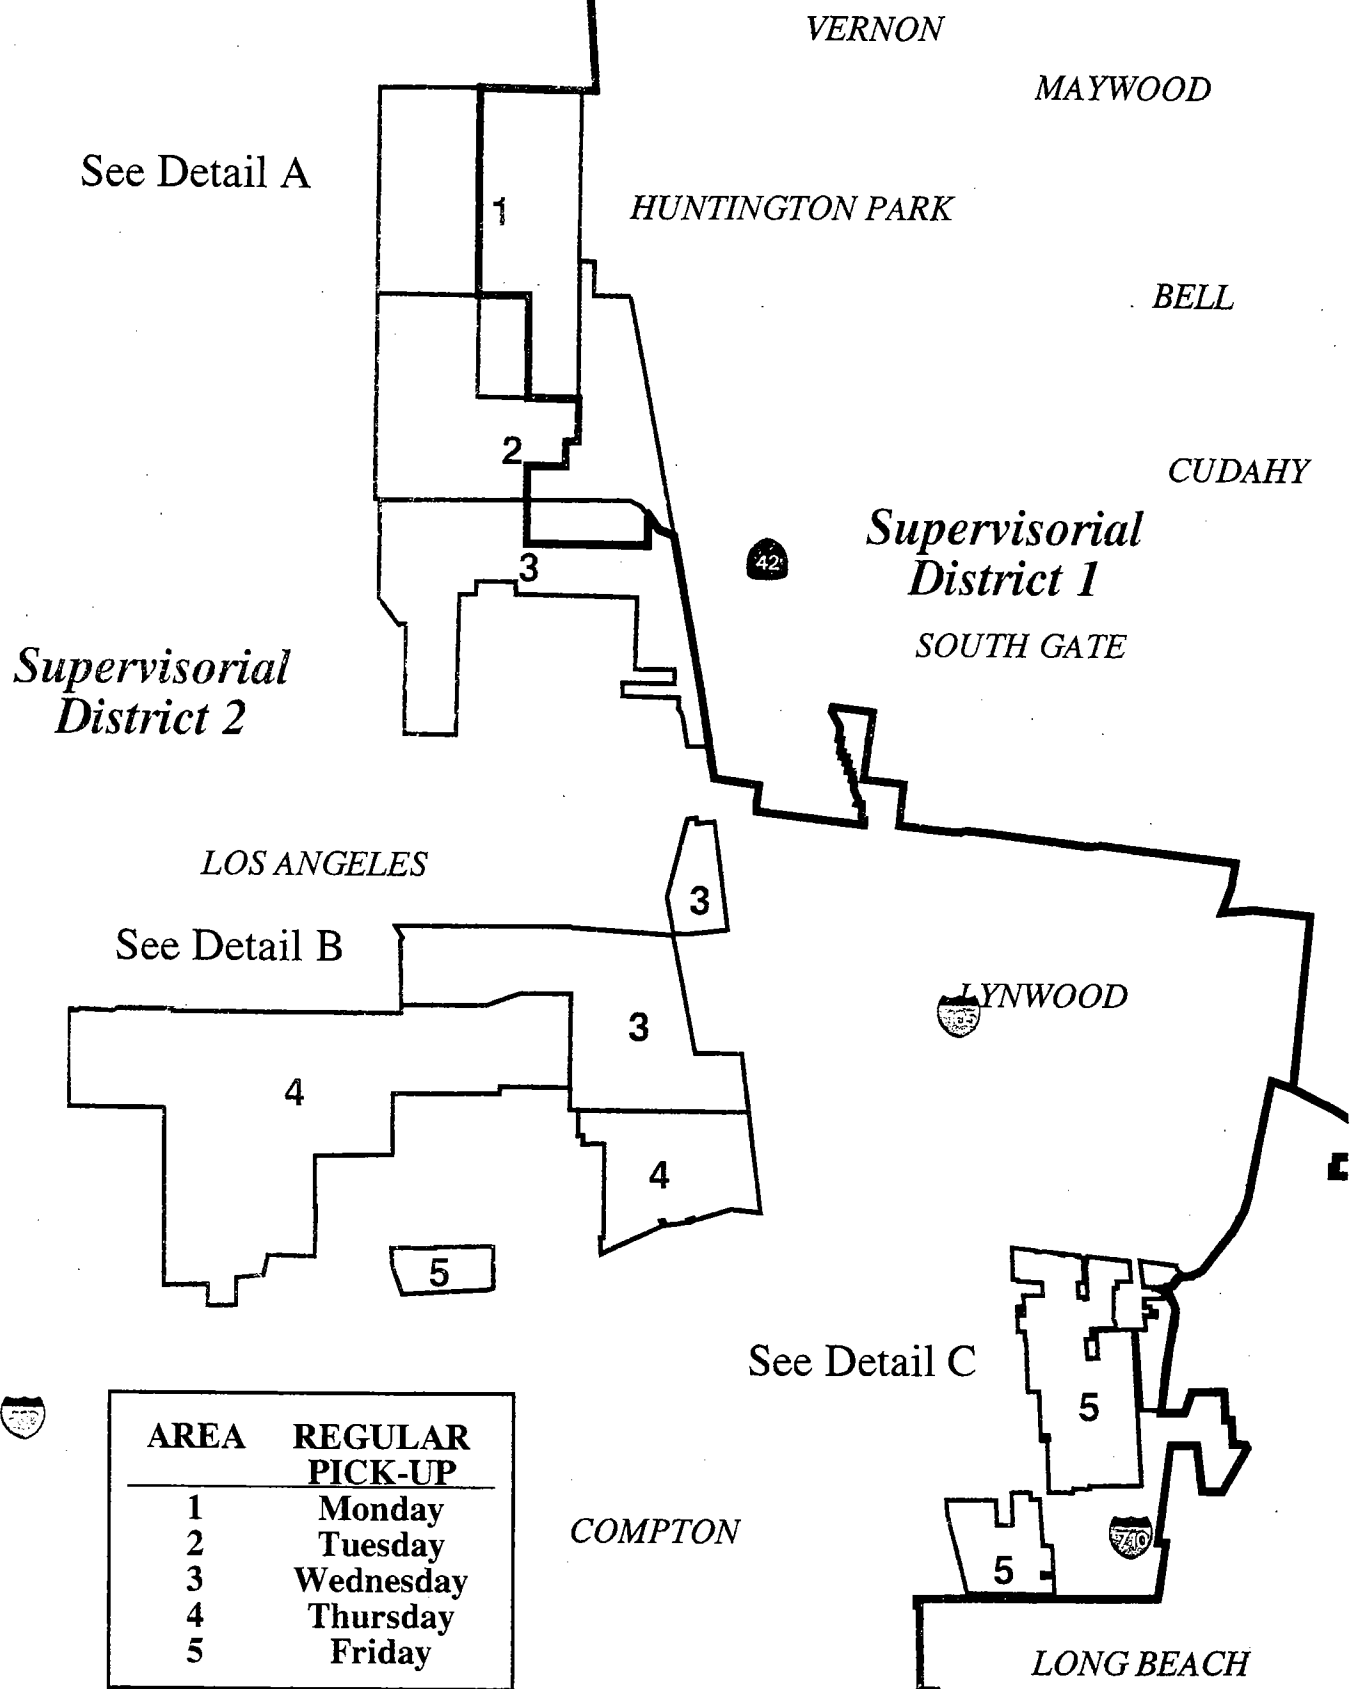 VERNON
MAYWOOD
See Detail A
1
HUNTINGTON PARK
BELL
2
CUDAHY
Supervisorial
District 1
42
3
SOUTH GATE
Supervisorial
District 2
LOS ANGELES
3
See Detail B
LYNWOOD
3
4
4
5
See Detail C
5
AREA REGULAR
PICK-UP
1 Monday
2 Tuesday
3 Wednesday
4 Thursday
5 Friday
COMPTON
710
5
LONG BEACH